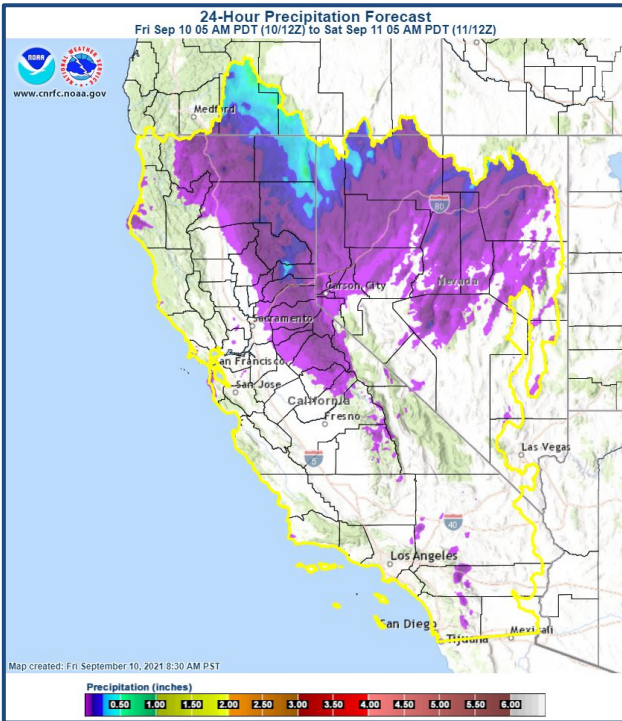 24-Hour Precipitation Forecast
Fri Sep 10 05 AM PDT (10/12Z) to Sat Sep 11 05 AM PDT (11/12Z)
NOAA
www.cnrfc.noaa.gov
Medford
80
Nevada
Carson City
Sacramento
San Francisco
San Jose
California
Fresno
5
Las Vegas
40
Los Angeles
San Diego
Tijuana
Mexicali
Map created: Fri September 10, 2021 8:30 AM PST
Precipitation (inches)
0.50 1.00 1.50 2.00 2.50 3.00 3.50 4.00 4.50 5.00 5.50 6.00